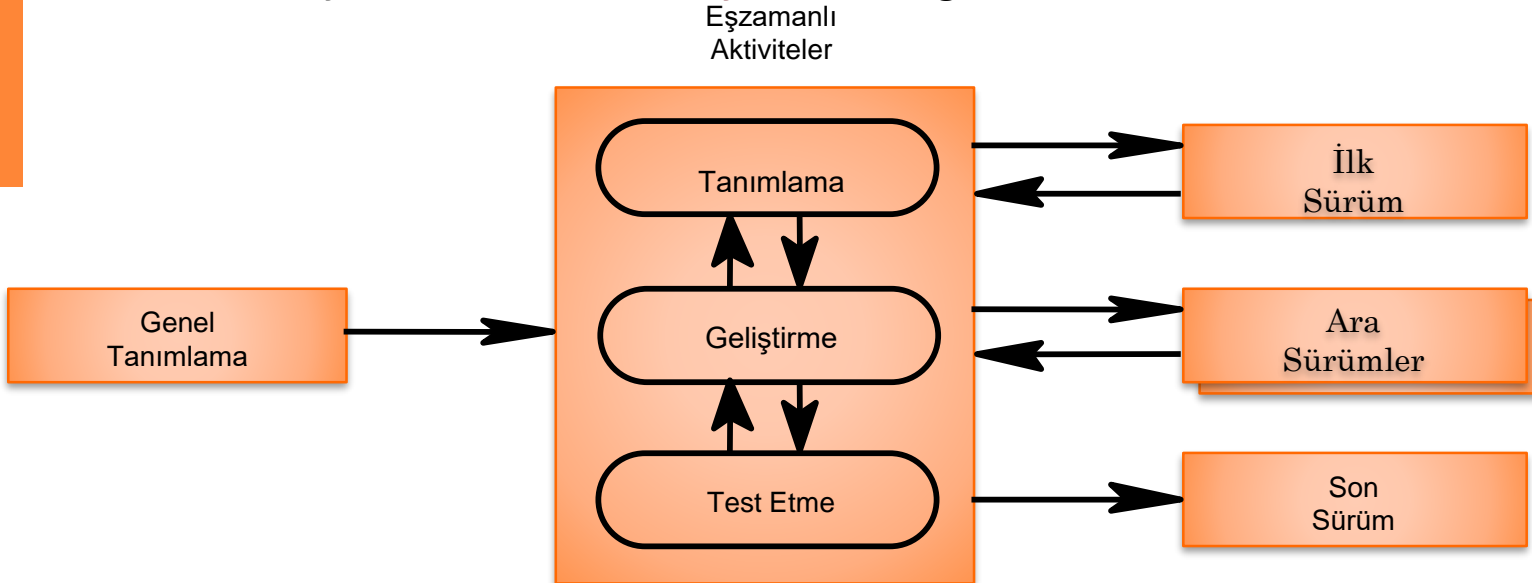 Eşzamanlı
Aktiviteler
Tanımlama
İlk
Sürüm
Genel
Tanımlama
Geliştirme
Ara
Sürümler
Test Etme
Son
Sürüm